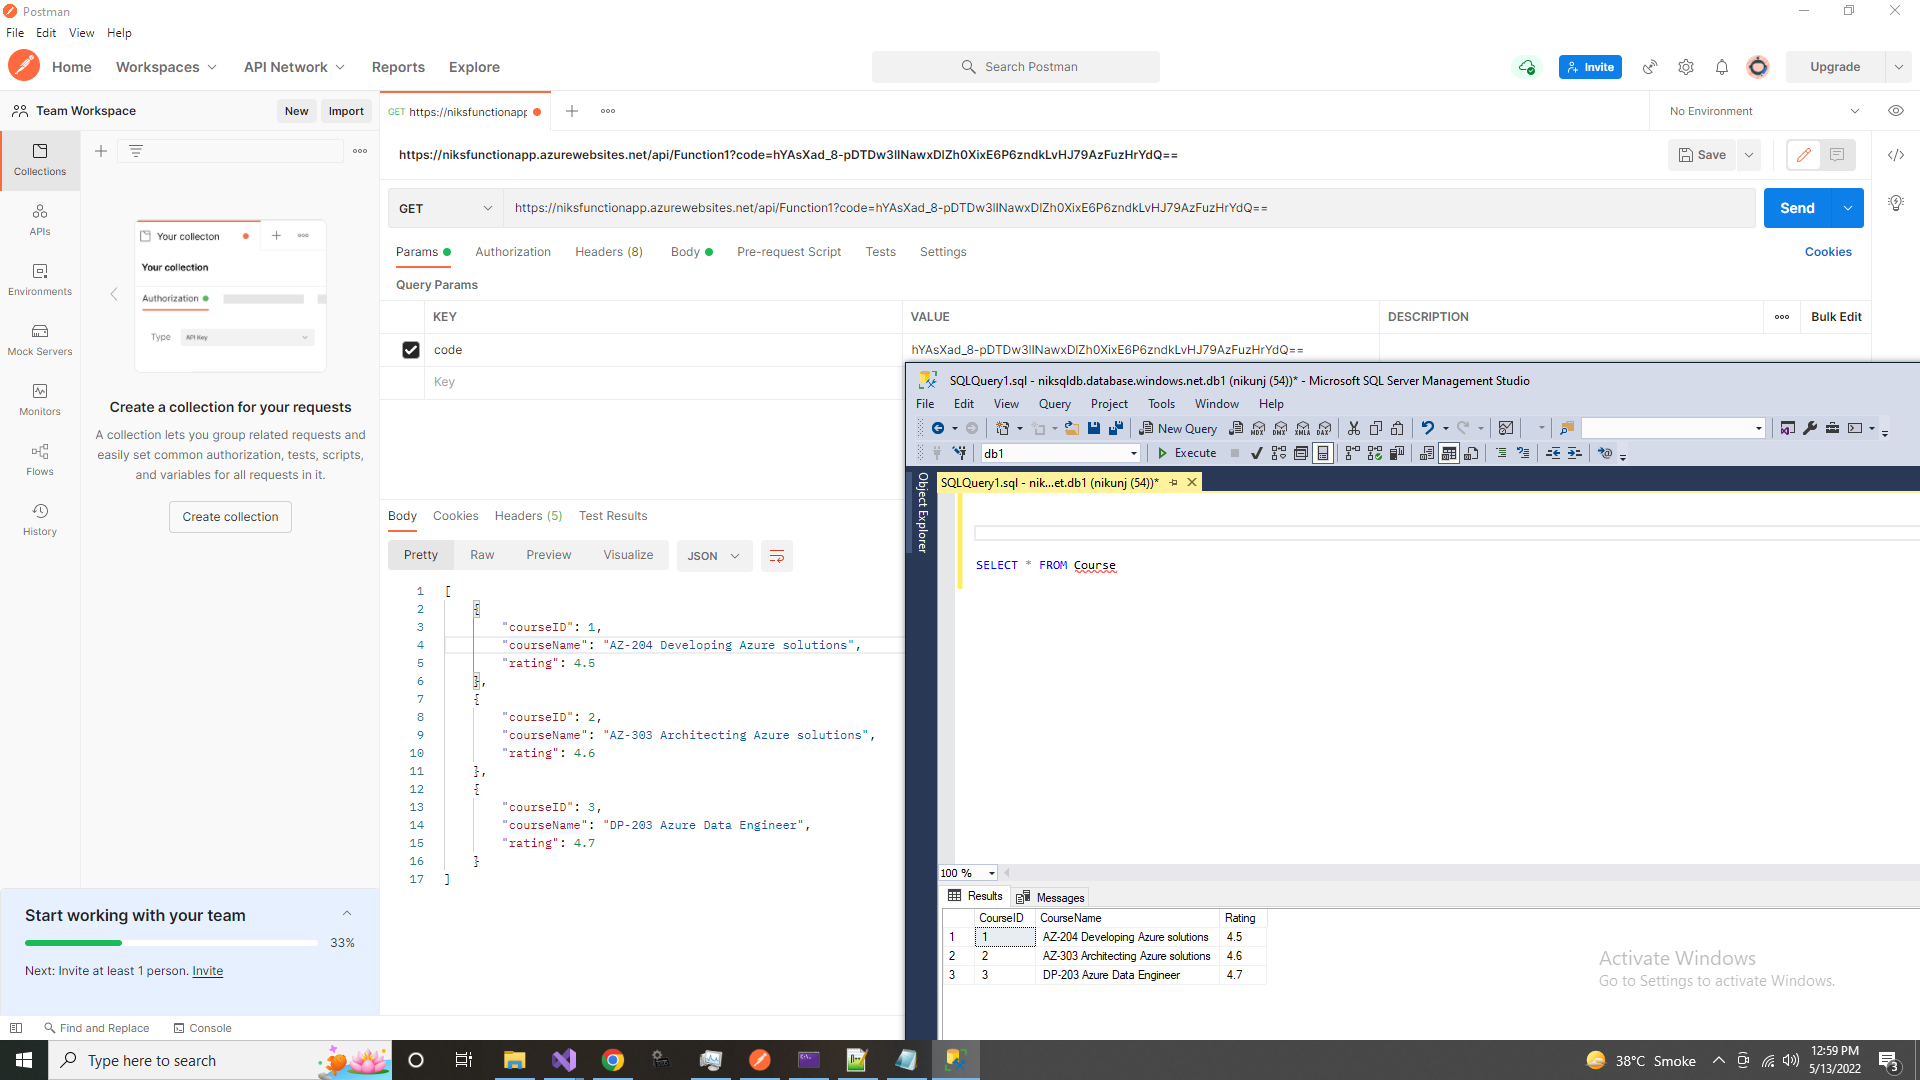 Postman
File Edit View Help
Home Workspaces API Network Reports Explore
Search Postman
Invite
Upgrade
Team Workspace
New Import
GET https://niksfunctionapp
No Environment
https://niksfunctionapp.azurewebsites.net/api/Function1?code=hYAsXad_8-pDTDw3lINawxDlZh0XixE6P6zndkLvHJ79AzFuzHrYdQ==
Save
GET
https://niksfunctionapp.azurewebsites.net/api/Function1?code=hYAsXad_8-pDTDw3lINawxDlZh0XixE6P6zndkLvHJ79AzFuzHrYdQ==
Send
Params Authorization Headers (8) Body Pre-request Script Tests Settings
Cookies
Query Params
KEY VALUE DESCRIPTION
Bulk Edit
code hYAsXad_8-pDTDw3lINawxDlZh0XixE6P6zndkLvHJ79AzFuzHrYdQ==
Key
Collections
APIs
Environments
Mock Servers
Monitors
Flows
History
Your collecton
Your collection
Authorization
Type API Key
Create a collection for your requests
A collection lets you group related requests and
easily set common authorization, tests, scripts,
and variables for all requests in it.
Create collection
Start working with your team
33%
Next: Invite at least 1 person. Invite
Body Cookies Headers (5) Test Results
Pretty Raw Preview Visualize JSON
1 [
2 {
3 "courseID": 1,
4 "courseName": "AZ-204 Developing Azure solutions",
5 "rating": 4.5
6 },
7 {
8 "courseID": 2,
9 "courseName": "AZ-303 Architecting Azure solutions",
10 "rating": 4.6
11 },
12 {
13 "courseID": 3,
14 "courseName": "DP-203 Azure Data Engineer",
15 "rating": 4.7
16 }
17 ]
SQLQuery1.sql - niksqldb.database.windows.net.db1 (nikunj (54))* - Microsoft SQL Server Management Studio
File Edit View Query Project Tools Window Help
New Query
MDX DMX XMLA DAX
db1
Execute
Object Explorer
SQLQuery1.sql - nik...et.db1 (nikunj (54))*
SELECT * FROM Course
100 %
Results Messages
CourseID CourseName Rating
1 1 AZ-204 Developing Azure solutions 4.5
2 2 AZ-303 Architecting Azure solutions 4.6
3 3 DP-203 Azure Data Engineer 4.7
Activate Windows
Go to Settings to activate Windows.
Find and Replace Console
Type here to search
38°C Smoke
12:59 PM
5/13/2022
3